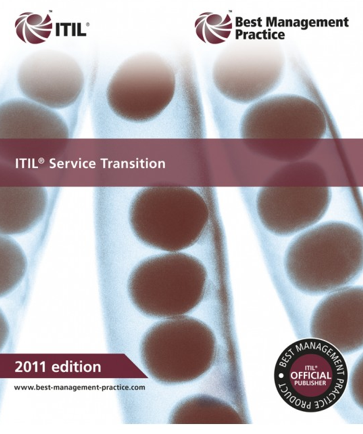 ITIL®
Best Management
Practice
ITIL® Service Transition
2011 edition
www.best-management-practice.com
BEST MANAGEMENT PRACTICE PRODUCT
ITIL®
OFFICIAL
PUBLISHER